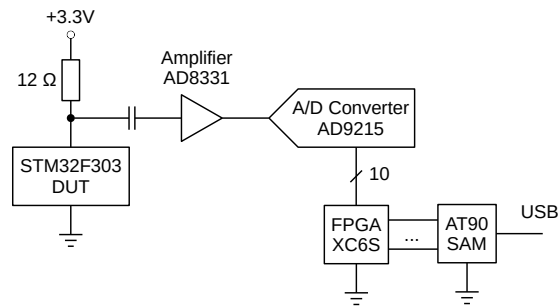 +3.3V
12 Ω
Amplifier
AD8331
A/D Converter
AD9215
STM32F303
DUT
10
FPGA
XC6S
...
AT90
SAM
USB